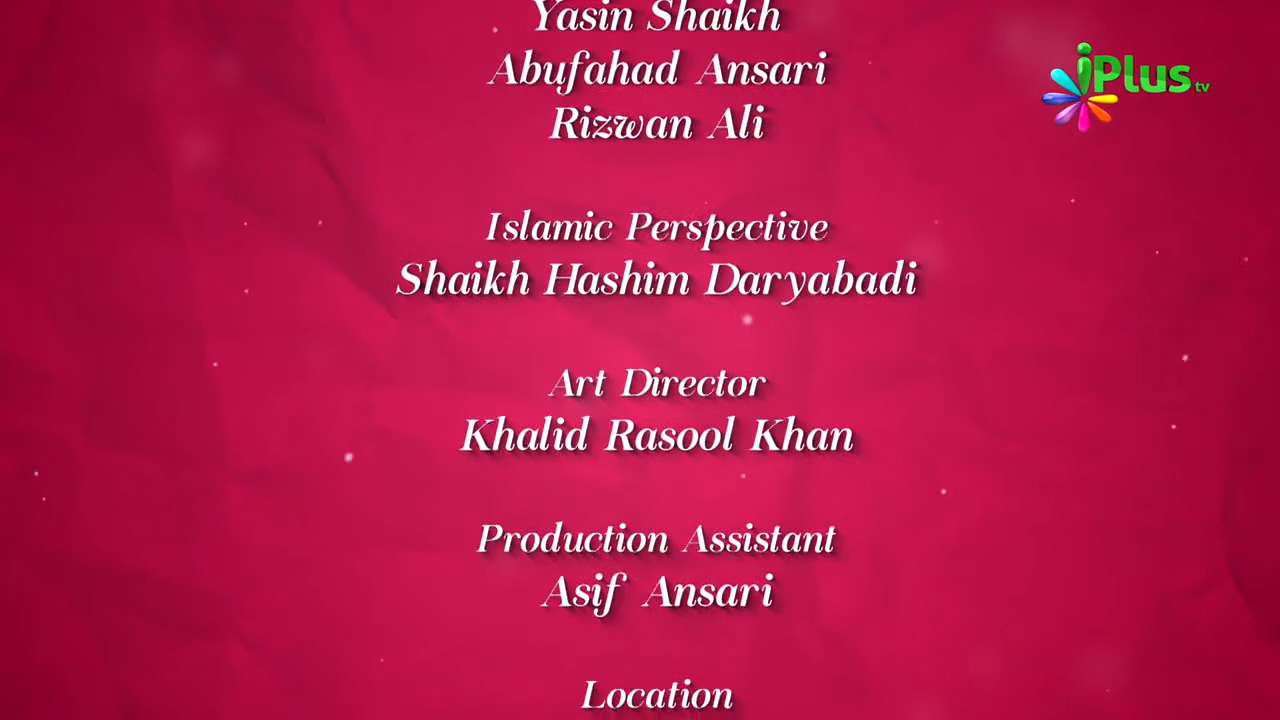 Yasin Shaikh
iPlus tv
Abufahad Ansari
Rizwan Ali
Islamic Perspective
Shaikh Hashim Daryabadi
Art Director
Khalid Rasool Khan
Production Assistant
Asif Ansari
Location